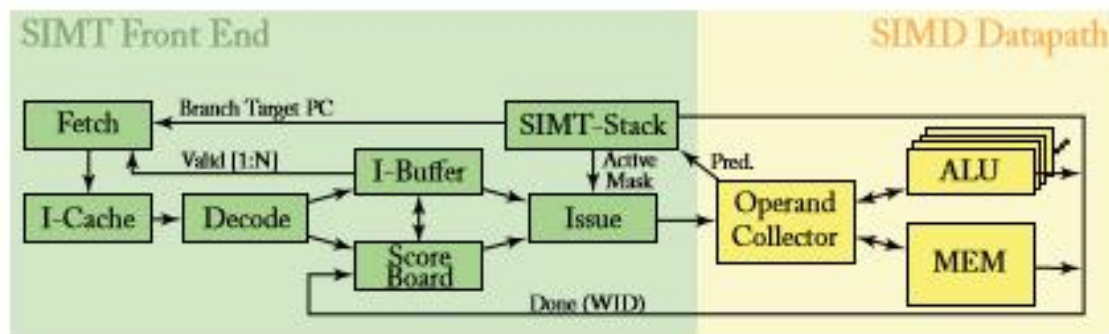 SIMT Front End
SIMD Datapath
Branch Target PC
Fetch
SIMT-Stack
Valid [1:N]
I-Buffer
Active
Mask
Pred.
ALU
I-Cache
Decode
Issue
Operand
Collector
Score
Board
MEM
Done (WID)